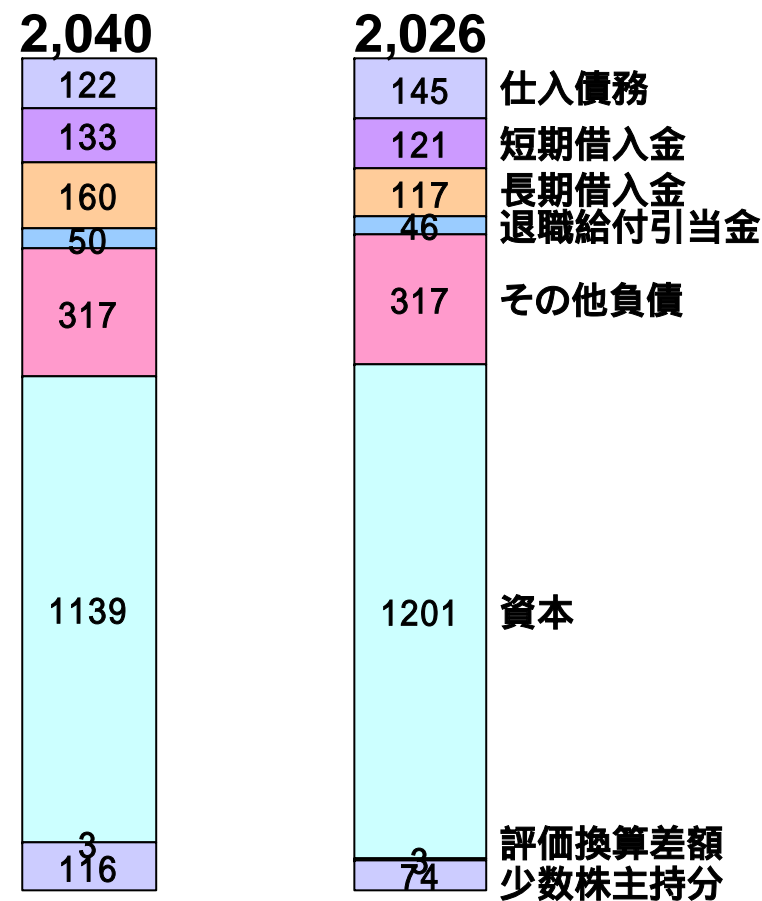 2,040 2,026
122 145 仕入債務
133 121 短期借入金
160 117 長期借入金
50 46 退職給付引当金
317 317 その他負債
1139 1201 資本
3 3 評価換算差額
116 74 少数株主持分